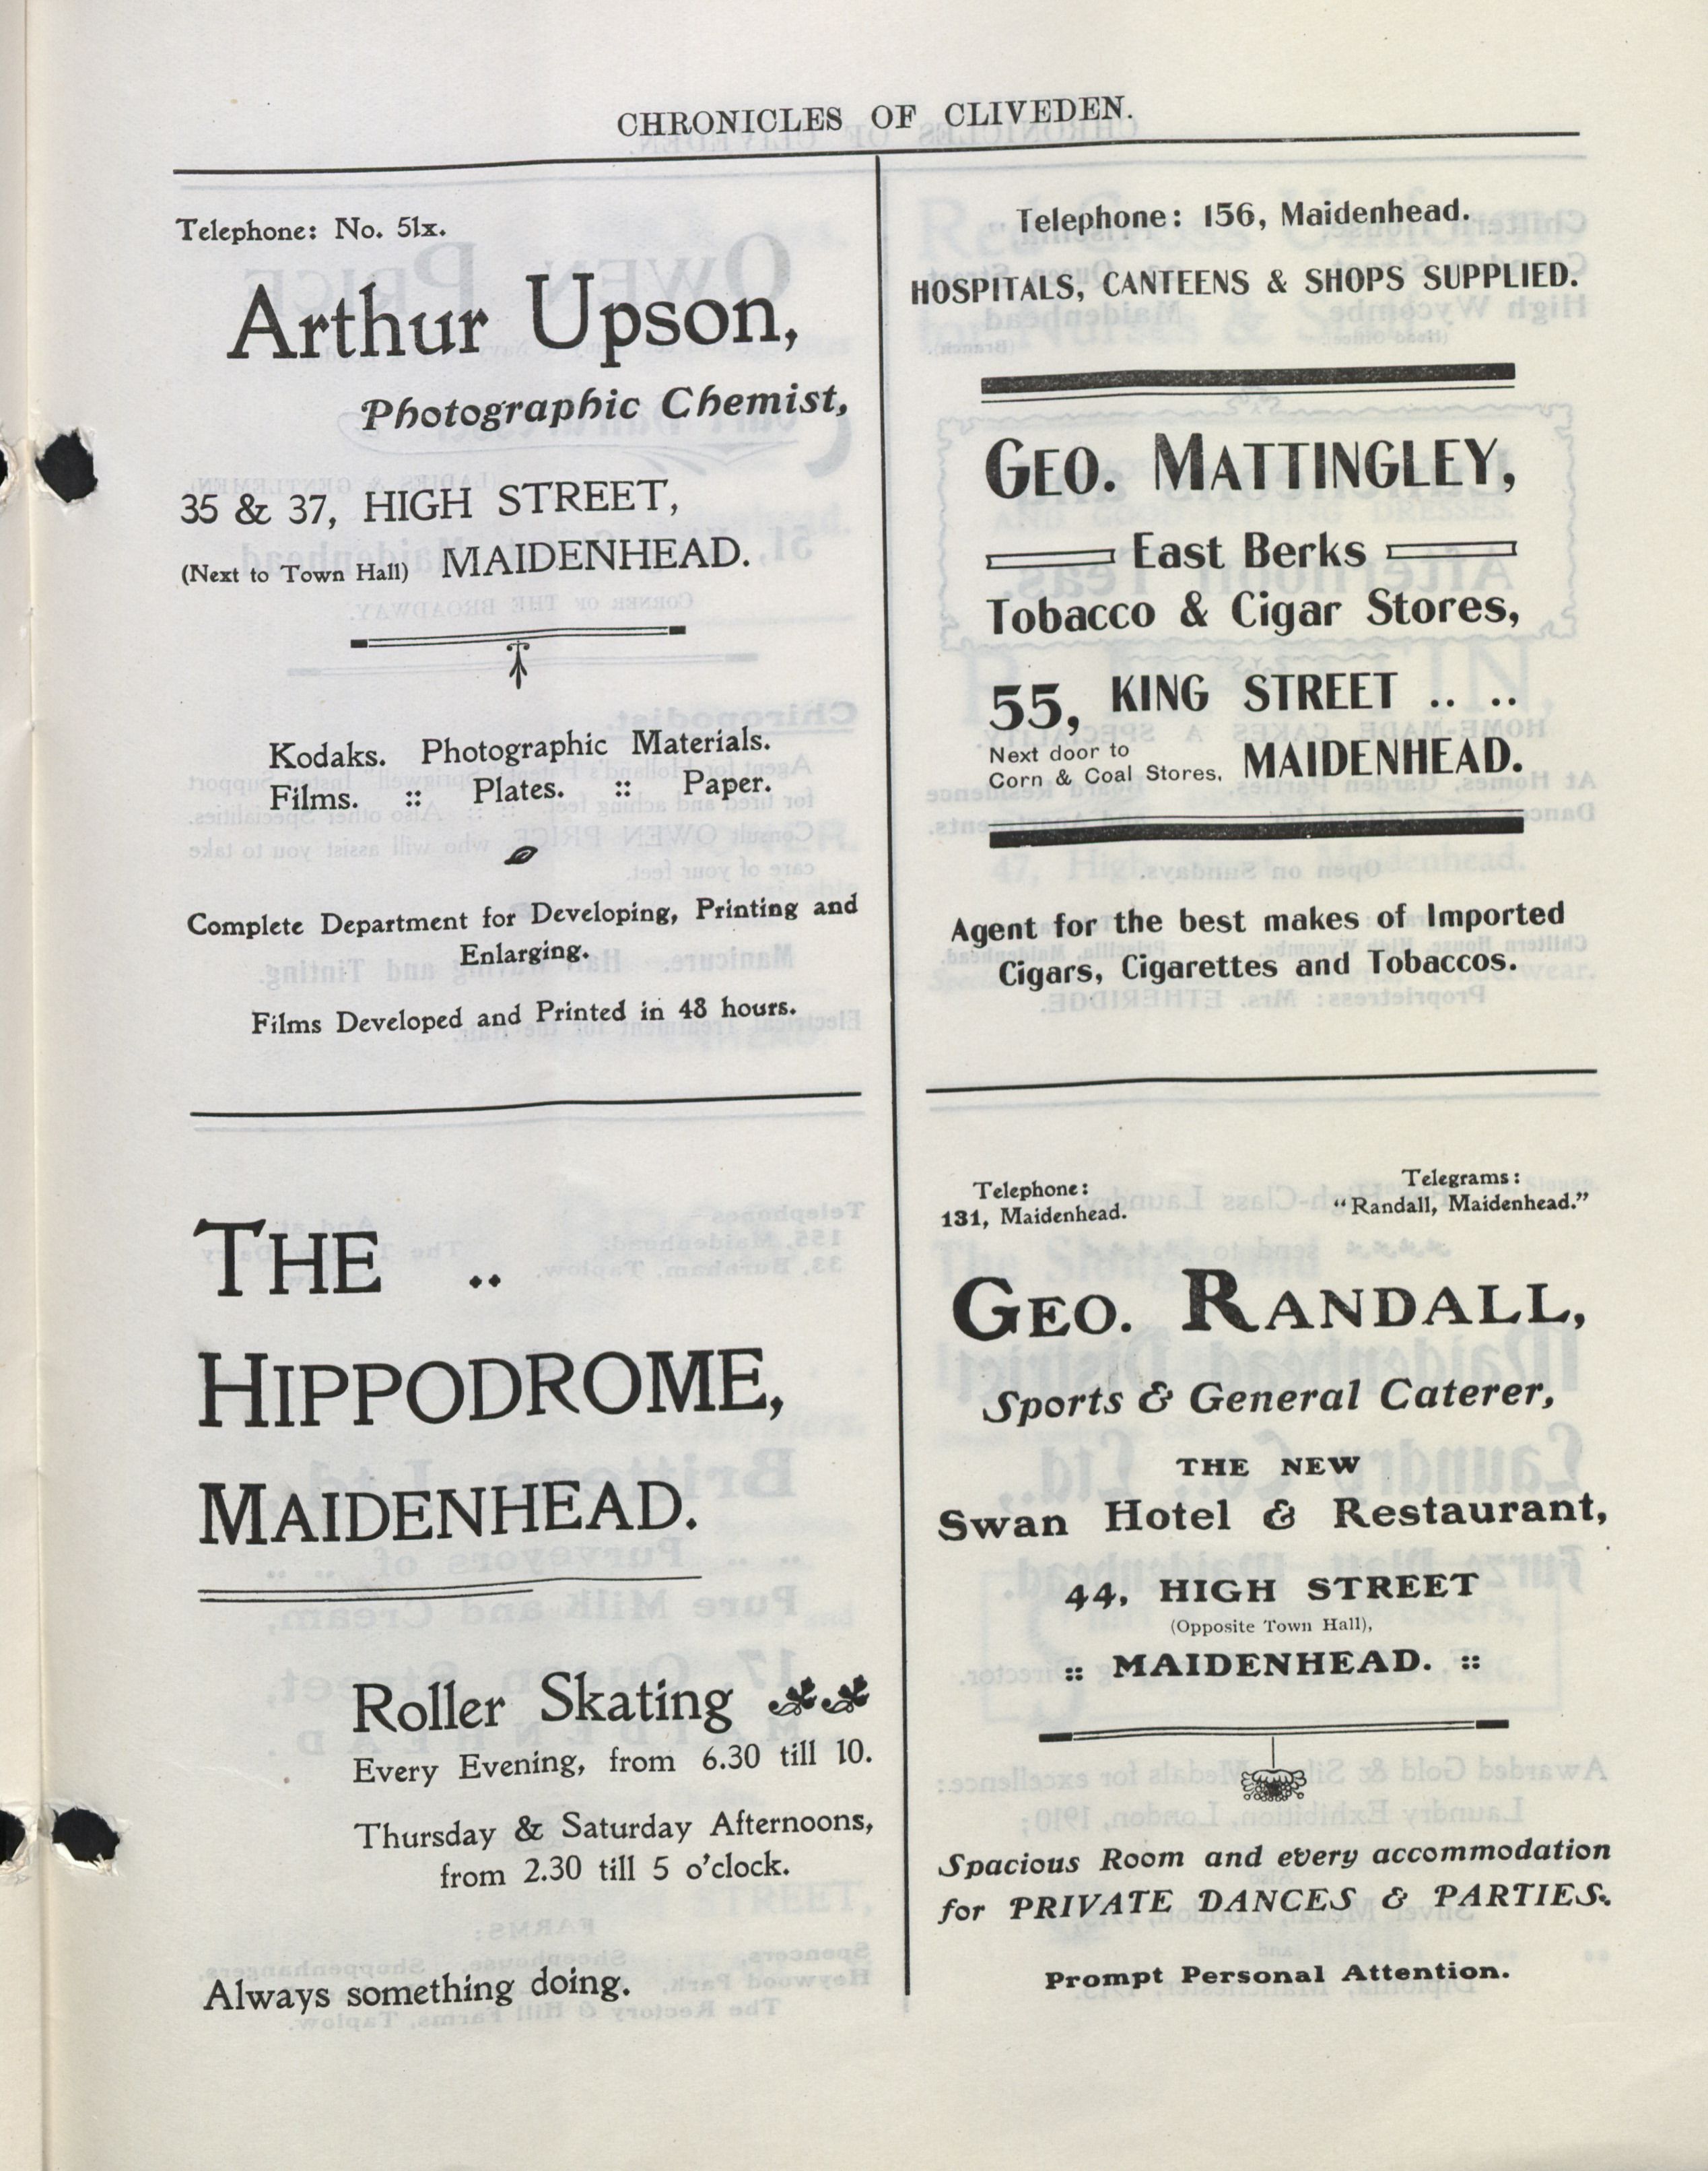 CHRONICLES OF CLIVEDEN.
Telephone: No. 51x.
Arthur Upson,
Photographic Chemist,
35 & 37, HIGH STREET,
(Next to Town Hall) MAIDENHEAD.
Kodaks. Photographic Materials.
Films. :: Plates. :: Paper.
Complete Department for Developing, Printing and
Enlarging.
Films Developed and Printed in 48 hours.
THE ..
HIPPODROME,
MAIDENHEAD.
Roller Skating
Every Evening, from 6.30 till 10.
Thursday & Saturday Afternoons,
from 2.30 till 5 o'clock.
Always something doing.
Telephone: 156, Maidenhead.
HOSPITALS, CANTEENS & SHOPS SUPPLIED.
GEO. MATTINGLEY,
East Berks
Tobacco & Cigar Stores,
55, KING STREET .. ..
Next door to
Corn & Coal Stores, MAIDENHEAD.
Agent for the best makes of Imported
Cigars, Cigarettes and Tobaccos.
Telephone:
131, Maidenhead.
Telegrams:
"Randall, Maidenhead."
GEO. RANDALL,
Sports & General Caterer,
THE NEW
Swan Hotel & Restaurant,
44, HIGH STREET
(Opposite Town Hall),
:: MAIDENHEAD. ::
Spacious Room and every accommodation
for PRIVATE DANCES & PARTIES.
Prompt Personal Attention.